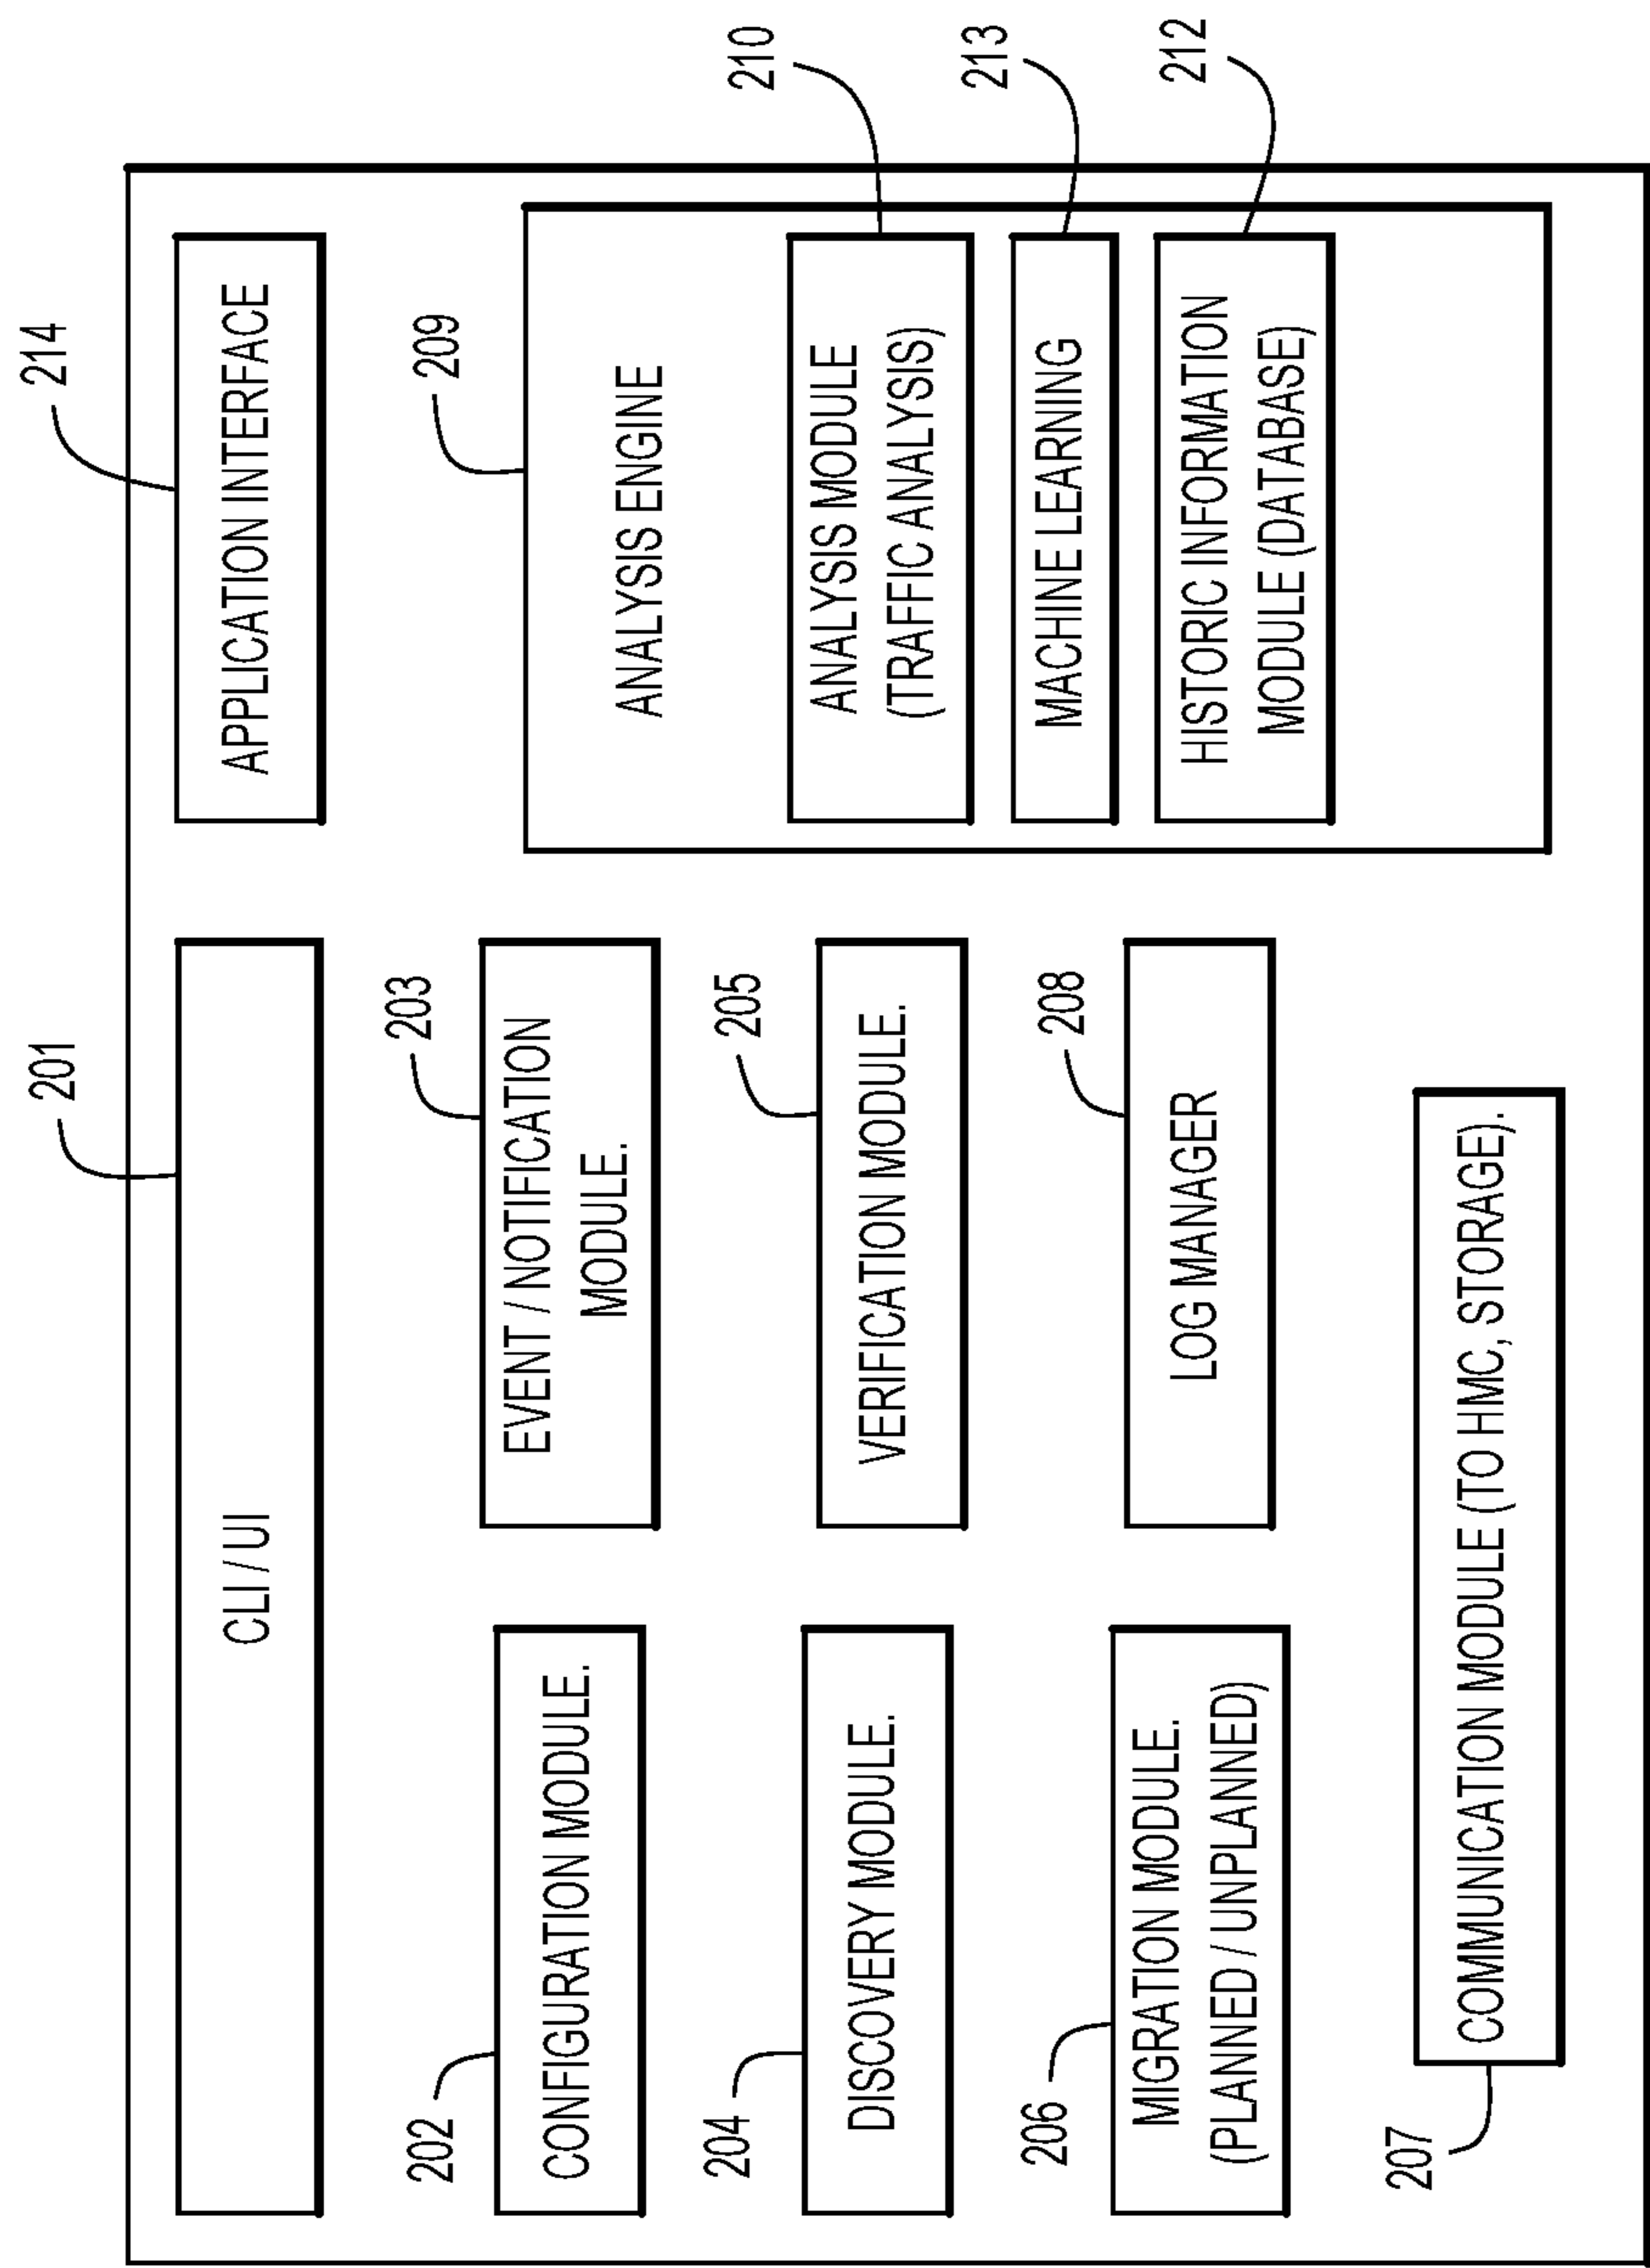 201
CLI / UI
214
APPLICATION INTERFACE
202
CONFIGURATION MODULE.
203
EVENT / NOTIFICATION
MODULE.
209
ANALYSIS ENGINE
204
DISCOVERY MODULE.
205
VERIFICATION MODULE.
210
ANALYSIS MODULE
(TRAFFIC ANALYSIS)
213
MACHINE LEARNING
206
MIGRATION MODULE.
(PLANNED / UNPLANNED)
208
LOG MANAGER
212
HISTORIC INFORMATION
MODULE (DATABASE)
207
COMMUNICATION MODULE (TO HMC, STORAGE).